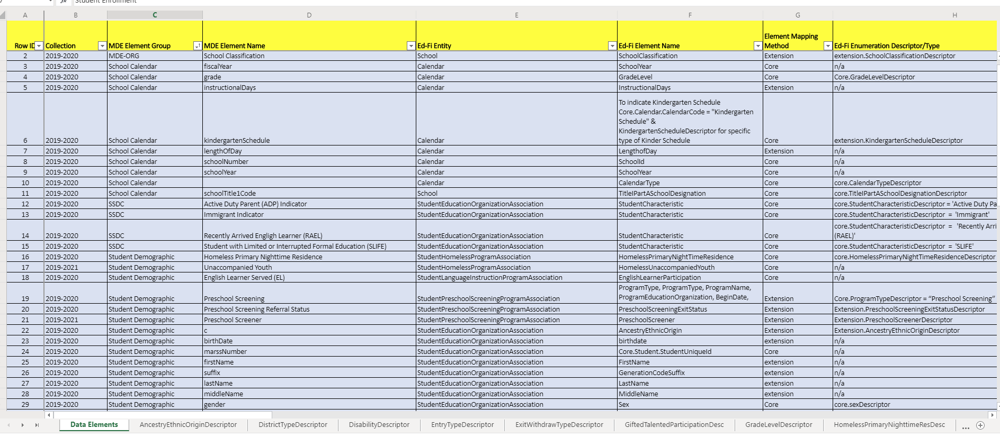 Student Enrollment
A B C D E F G H
Element Mapping
Row ID Collection MDE Element Group MDE Element Name Ed-Fi Entity Ed-Fi Element Name Method Ed-Fi Enumeration Descriptor/Type
2 2019-2020 MDE-ORG School Classification School SchoolClassification Extension extension.SchoolClassificationDescriptor
3 2019-2020 School Calendar fiscalYear Calendar SchoolYear Core n/a
4 2019-2020 School Calendar grade Calendar GradeLevel Core Core.GradeLevelDescriptor
5 2019-2020 School Calendar instructionalDays Calendar InstructionalDays Extension n/a
To indicate Kindergarten Schedule
Core.Calendar.CalendarCode = "Kindergarten
Schedule" &
KindergartenScheduleDescriptor for specific
6 2019-2020 School Calendar kindergartenSchedule Calendar type of Kinder Schedule Core extension.KindergartenScheduleDescriptor
7 2019-2020 School Calendar lengthOfDay Calendar LengthofDay Extension n/a
8 2019-2020 School Calendar schoolNumber Calendar SchoolId Core n/a
9 2019-2020 School Calendar schoolYear Calendar SchoolYear Core n/a
10 2019-2020 School Calendar Calendar CalendarType Core core.CalendarTypeDescriptor
11 2019-2020 School Calendar schoolTitle1Code School TitleIPartASchoolDesignation Core core.TitleIPartASchoolDesignationDescriptor
12 2019-2020 SSDC Active Duty Parent (ADP) Indicator StudentEducationOrganizationAssociation StudentCharacteristic Core core.StudentCharacteristicDescriptor = 'Active Duty Pa
13 2019-2020 SSDC Immigrant Indicator StudentEducationOrganizationAssociation StudentCharacteristic Core core.StudentCharacteristicDescriptor = 'Immigrant'
core.StudentCharacteristicDescriptor = 'Recently Arri
14 2019-2020 SSDC Recently Arrived Engligh Learner (RAEL) StudentEducationOrganizationAssociation StudentCharacteristic Core (RAEL)'
15 2019-2020 SSDC Student with Limited or Interrupted Formal Education (SLIFE) StudentEducationOrganizationAssociation StudentCharacteristic Core core.StudentCharacteristicDescriptor = 'SLIFE'
16 2019-2020 Student Demographic Homeless Primary Nighttime Residence StudentHomelessProgramAssociation HomelessPrimaryNightTimeResidence Core core.HomelessPrimaryNightTimeResidenceDescriptor
17 2019-2021 Student Demographic Unaccompanied Youth StudentHomelessProgramAssociation HomelessUnaccompaniedYouth Core n/a
18 2019-2020 Student Demographic English Learner Served (EL) StudentLanguageInstructionProgramAssociation EnglishLearnerParticipation Core n/a
ProgramType, ProgramType, ProgramName,
19 2019-2020 Student Demographic Preschool Screening StudentPreschoolScreeningProgramAssociation ProgramEducationOrganization, BeginDate, Extension Core.ProgramTypeDescriptor = “Preschool Screening”
20 2019-2020 Student Demographic Preschool Screening Referral Status StudentPreschoolScreeningProgramAssociation PreschoolScreeningExitStatus Extension Extension.PreschoolScreeningExitStatusDescriptor
21 2019-2021 Student Demographic Preschool Screener StudentPreschoolScreeningProgramAssociation PreschoolScreener Extension Extension.PreschoolScreenerDescriptor
22 2019-2020 Student Demographic c StudentEducationOrganizationAssociation AncestryEthnicOrigin Extension Extension.AncestryEthnicOriginDescriptor
23 2019-2020 Student Demographic birthDate StudentEducationOrganizationAssociation birthdate extension n/a
24 2019-2020 Student Demographic marssNumber StudentEducationOrganizationAssociation Core.Student.StudentUniqueId Core n/a
25 2019-2020 Student Demographic firstName StudentEducationOrganizationAssociation FirstName extension n/a
26 2019-2020 Student Demographic suffix StudentEducationOrganizationAssociation GenerationCodeSuffix extension n/a
27 2019-2020 Student Demographic lastName StudentEducationOrganizationAssociation LastName extension n/a
28 2019-2020 Student Demographic middleName StudentEducationOrganizationAssociation MiddleName extension n/a
29 2019-2020 Student Demographic gender StudentEducationOrganizationAssociation Sex Core core.sexDescriptor
Data Elements AncestryEthnicOriginDescriptor DistrictTypeDescriptor DisabilityDescriptor EntryTypeDescriptor ExitWithdrawTypeDescriptor GiftedTalentedParticipationDesc GradeLevelDescriptor HomelessPrimaryNighttimeResDesc ...